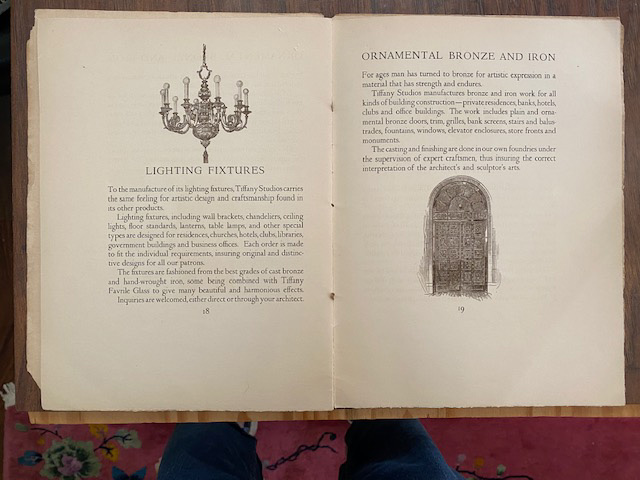 LIGHTING FIXTURES
To the manufacture of its lighting fixtures, Tiffany Studios carries
the same feeling for artistic design and craftsmanship found in
its other products.
Lighting fixtures, including wall brackets, chandeliers, ceiling
lights, floor standards, lanterns, table lamps, and other special
types are designed for residences, churches, hotels, clubs, libraries,
government buildings and business offices. Each order is made
to fit the individual requirements, insuring original and distinc-
tive designs for all our patrons.
The fixtures are fashioned from the best grades of cast bronze
and hand-wrought iron, some being combined with Tiffany
Favrile Glass to give many beautiful and harmonious effects.
Inquiries are welcomed, either direct or through your architect.
18
ORNAMENTAL BRONZE AND IRON
For ages man has turned to bronze for artistic expression in a
material that has strength and endures.
Tiffany Studios manufactures bronze and iron work for all
kinds of building construction—private residences, banks, hotels,
clubs and office buildings. The work includes plain and orna-
mental bronze doors, trim, grilles, bank screens, stairs and balus-
trades, fountains, windows, elevator enclosures, store fronts and
monuments.
The casting and finishing are done in our own foundries under
the supervision of expert craftsmen, thus insuring the correct
interpretation of the architect's and sculptor's arts.
19